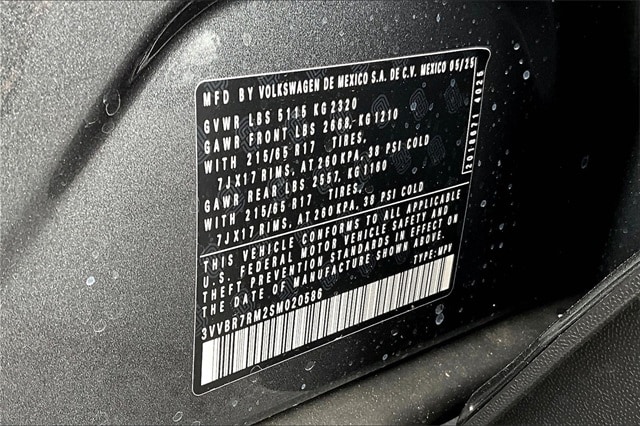 MFD BY VOLKSWAGEN DE MEXICO S.A. DE C.V. MEXICO 05/25
GVWR LBS 5115 KG 2320
GAWR FRONT LBS 2668, KG 1210
WITH 215/65 R17 TIRES,
7JX17 RIMS, AT 260 KPA, 38 PSI COLD
GAWR REAR LBS 2557, KG 1160
WITH 215/65 R17 TIRES,
7JX17 RIMS, AT 260 KPA, 38 PSI COLD
THIS VEHICLE CONFORMS TO ALL APPLICABLE
U.S. FEDERAL MOTOR VEHICLE SAFETY AND
THEFT PREVENTION STANDARDS IN EFFECT ON
THE DATE OF MANUFACTURE SHOWN ABOVE.
3VVBR7RM2SM020586 TYPE: MPV
2018071 4026